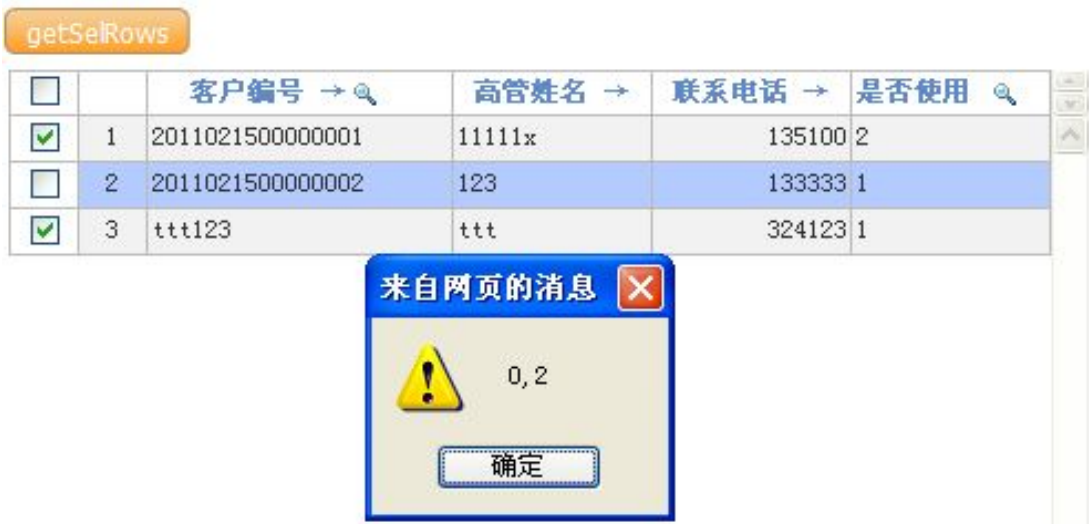 getSelRows
客户编号 → 高管姓名 → 联系电话 → 是否使用
1 2011021500000001 11111x 135100 2
2 2011021500000002 123 133333 1
3 ttt123 ttt 324123 1
来自网页的消息
0,2
确定